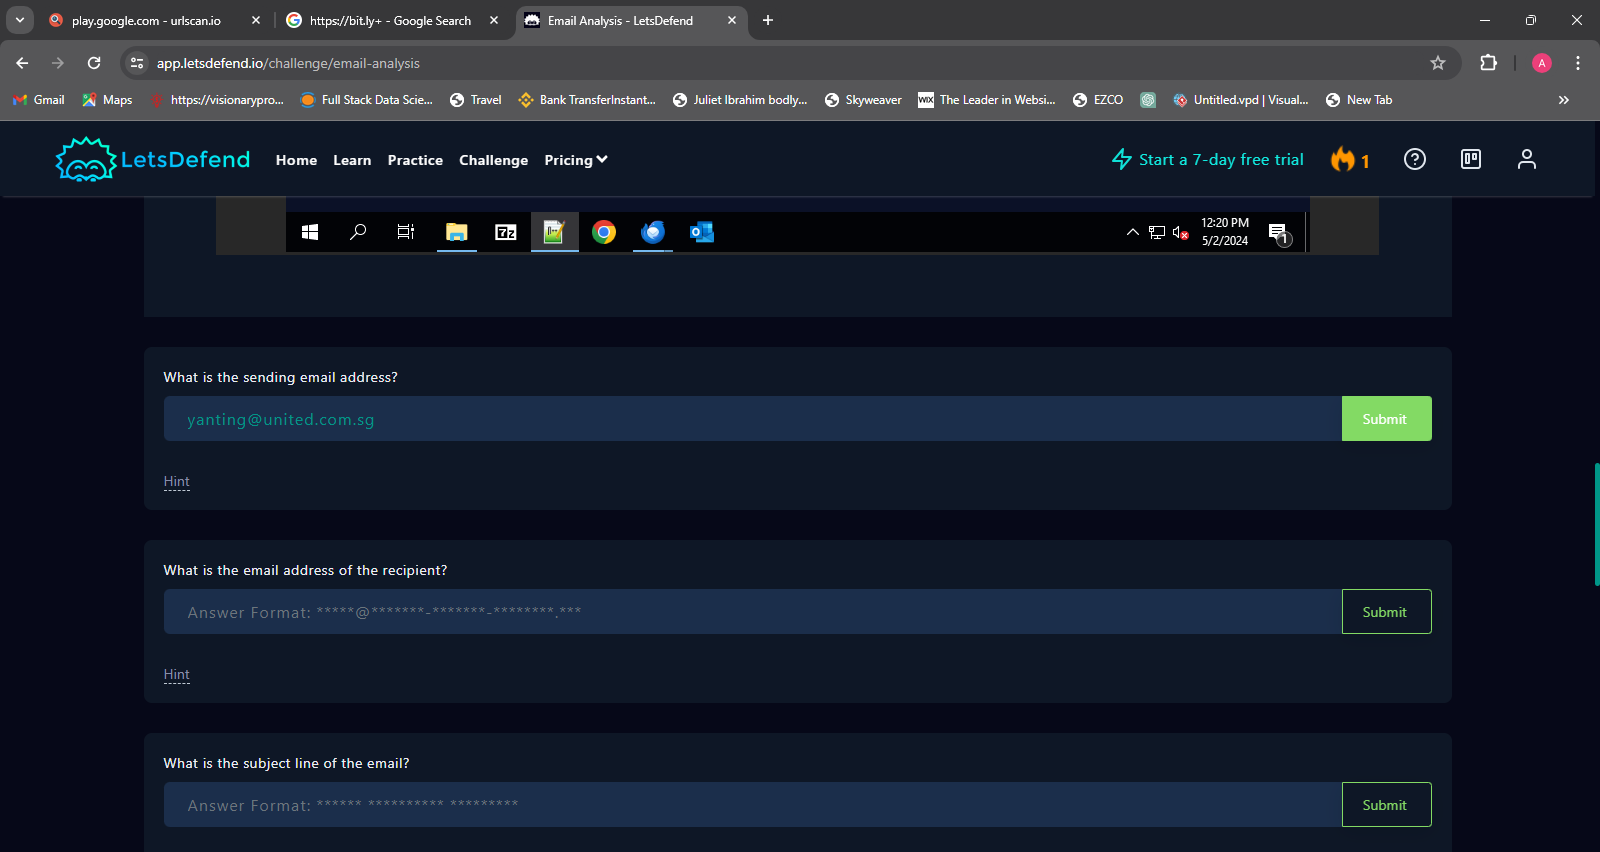 play.google.com - urlscan.io
https://bit.ly+ - Google Search
Email Analysis - LetsDefend
app.letsdefend.io/challenge/email-analysis
A
Gmail
Maps
https://visionarypro...
Full Stack Data Scie...
Travel
Bank TransferInstant...
Juliet Ibrahim bodly...
Skyweaver
WIX
The Leader in Websi...
EZCO
Untitled.vpd | Visual...
New Tab
LetsDefend
Home
Learn
Practice
Challenge
Pricing
Start a 7-day free trial
1
12:20 PM
5/2/2024
1
What is the sending email address?
yanting@united.com.sg
Submit
Hint
What is the email address of the recipient?
Answer Format: *****@*******-*******-********.***
Submit
Hint
What is the subject line of the email?
Answer Format: ****** ********** *********
Submit